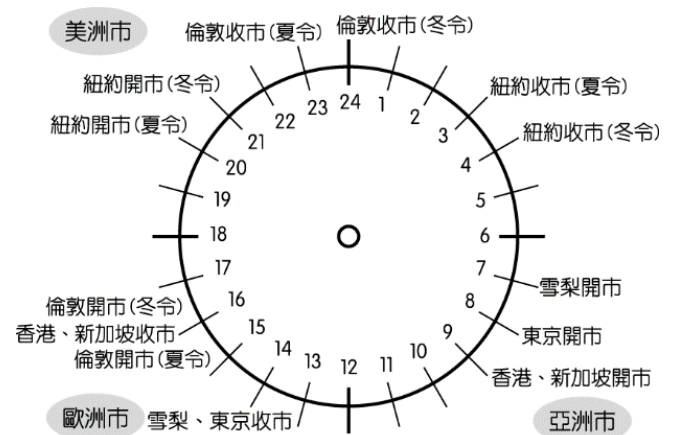 美洲市
倫敦收市(夏令)
倫敦收市(冬令)
紐約開市(冬令)
紐約收市(夏令)
紐約開市(夏令)
紐約收市(冬令)
24
1
2
3
4
5
6
7
8
9
10
11
12
13
14
15
16
17
18
19
20
21
22
23
倫敦開市(冬令)
香港、新加坡收市
倫敦開市(夏令)
雪梨開市
東京開市
香港、新加坡開市
歐洲市
雪梨、東京收市
亞洲市